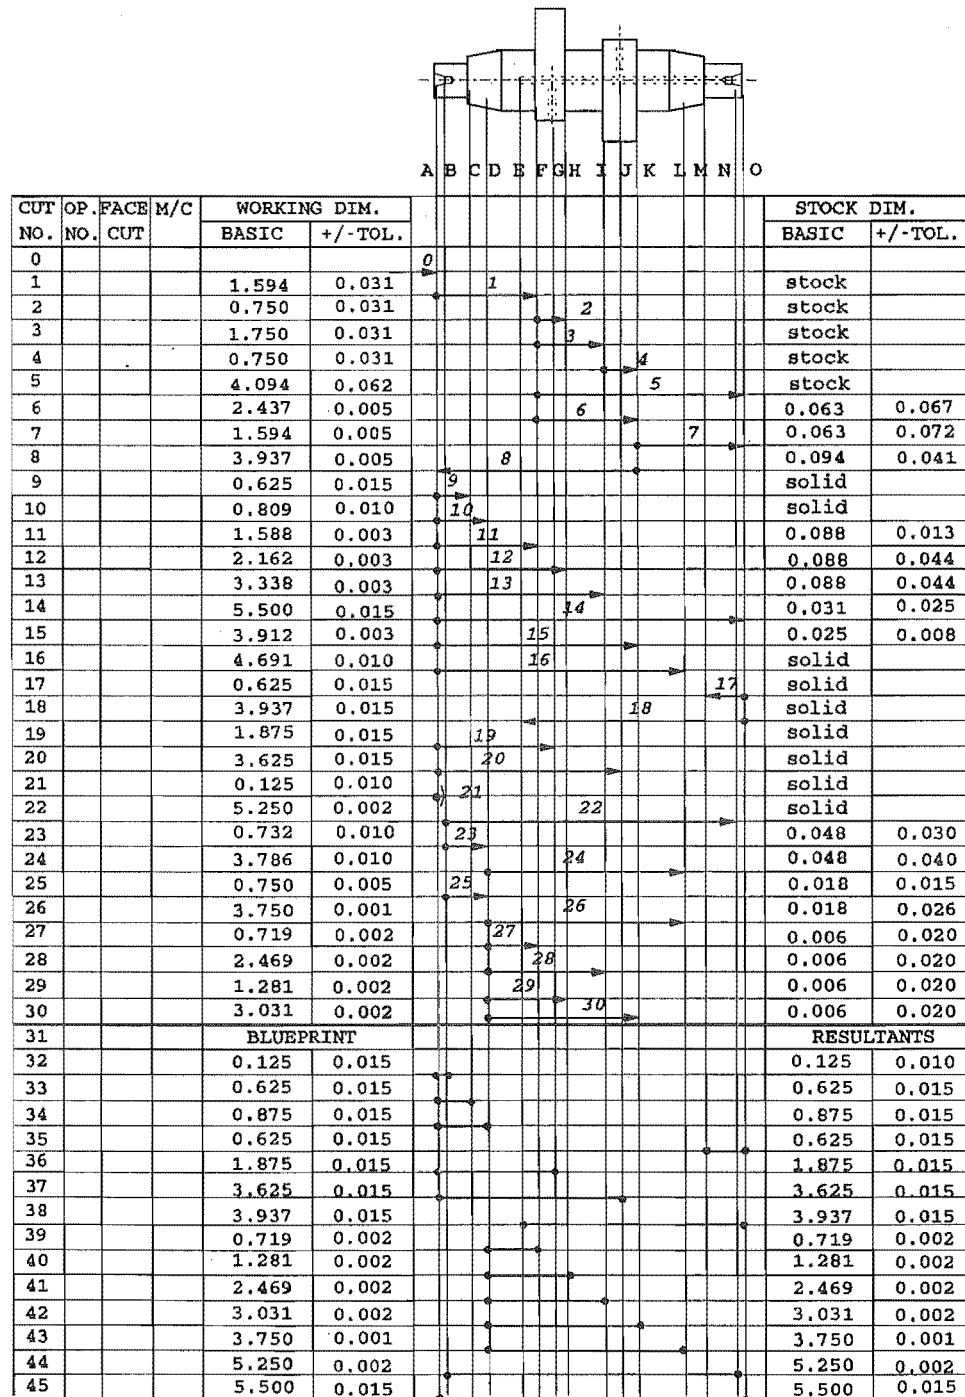 A B C D E F G H I J K L M N O
CUT OP. FACE M/C WORKING DIM. STOCK DIM.
NO. NO. CUT BASIC +/-TOL. BASIC +/-TOL.
0 0
1 1.594 0.031 1 stock
2 0.750 0.031 2 stock
3 1.750 0.031 3 stock
4 0.750 0.031 4 stock
5 4.094 0.062 5 stock
6 2.437 0.005 6 0.063 0.067
7 1.594 0.005 7 0.063 0.072
8 3.937 0.005 8 0.094 0.041
9 0.625 0.015 9 solid
10 0.809 0.010 10 solid
11 1.588 0.003 11 0.088 0.013
12 2.162 0.003 12 0.088 0.044
13 3.338 0.003 13 0.088 0.044
14 5.500 0.015 14 0.031 0.025
15 3.912 0.003 15 0.025 0.008
16 4.691 0.010 16 solid
17 0.625 0.015 17 solid
18 3.937 0.015 18 solid
19 1.875 0.015 19 solid
20 3.625 0.015 20 solid
21 0.125 0.010 21 solid
22 5.250 0.002 22 solid
23 0.732 0.010 23 0.048 0.030
24 3.786 0.010 24 0.048 0.040
25 0.750 0.005 25 0.018 0.015
26 3.750 0.001 26 0.018 0.026
27 0.719 0.002 27 0.006 0.020
28 2.469 0.002 28 0.006 0.020
29 1.281 0.002 29 0.006 0.020
30 3.031 0.002 30 0.006 0.020
31 BLUEPRINT RESULTANTS
32 0.125 0.015 0.125 0.010
33 0.625 0.015 0.625 0.015
34 0.875 0.015 0.875 0.015
35 0.625 0.015 0.625 0.015
36 1.875 0.015 1.875 0.015
37 3.625 0.015 3.625 0.015
38 3.937 0.015 3.937 0.015
39 0.719 0.002 0.719 0.002
40 1.281 0.002 1.281 0.002
41 2.469 0.002 2.469 0.002
42 3.031 0.002 3.031 0.002
43 3.750 0.001 3.750 0.001
44 5.250 0.002 5.250 0.002
45 5.500 0.015 5.500 0.015